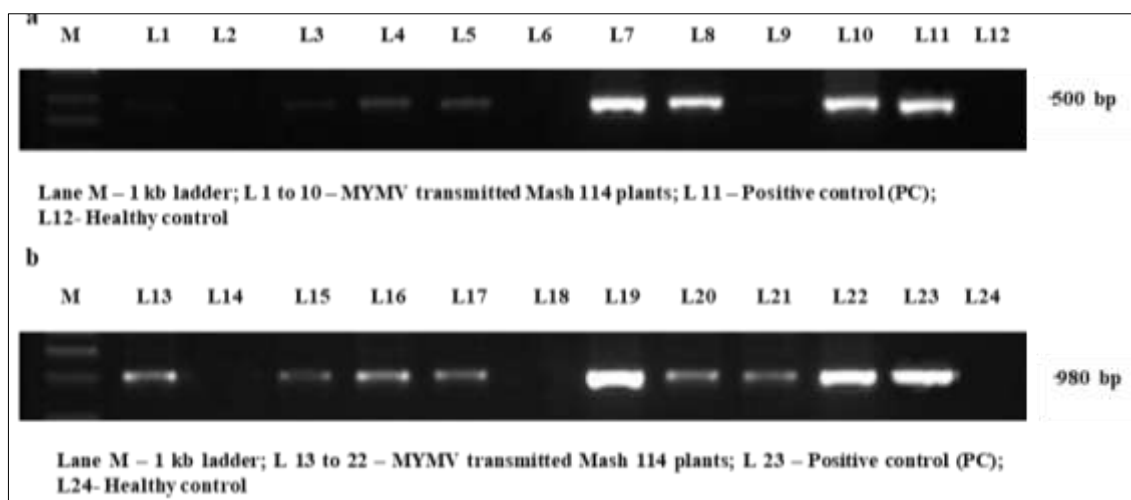 a
M L1 L2 L3 L4 L5 L6 L7 L8 L9 L10 L11 L12
500 bp
Lane M – 1 kb ladder; L 1 to 10 – MYMV transmitted Mash 114 plants; L 11 – Positive control (PC);
L12- Healthy control
b
M L13 L14 L15 L16 L17 L18 L19 L20 L21 L22 L23 L24
980 bp
Lane M – 1 kb ladder; L 13 to 22 – MYMV transmitted Mash 114 plants; L 23 – Positive control (PC);
L24- Healthy control